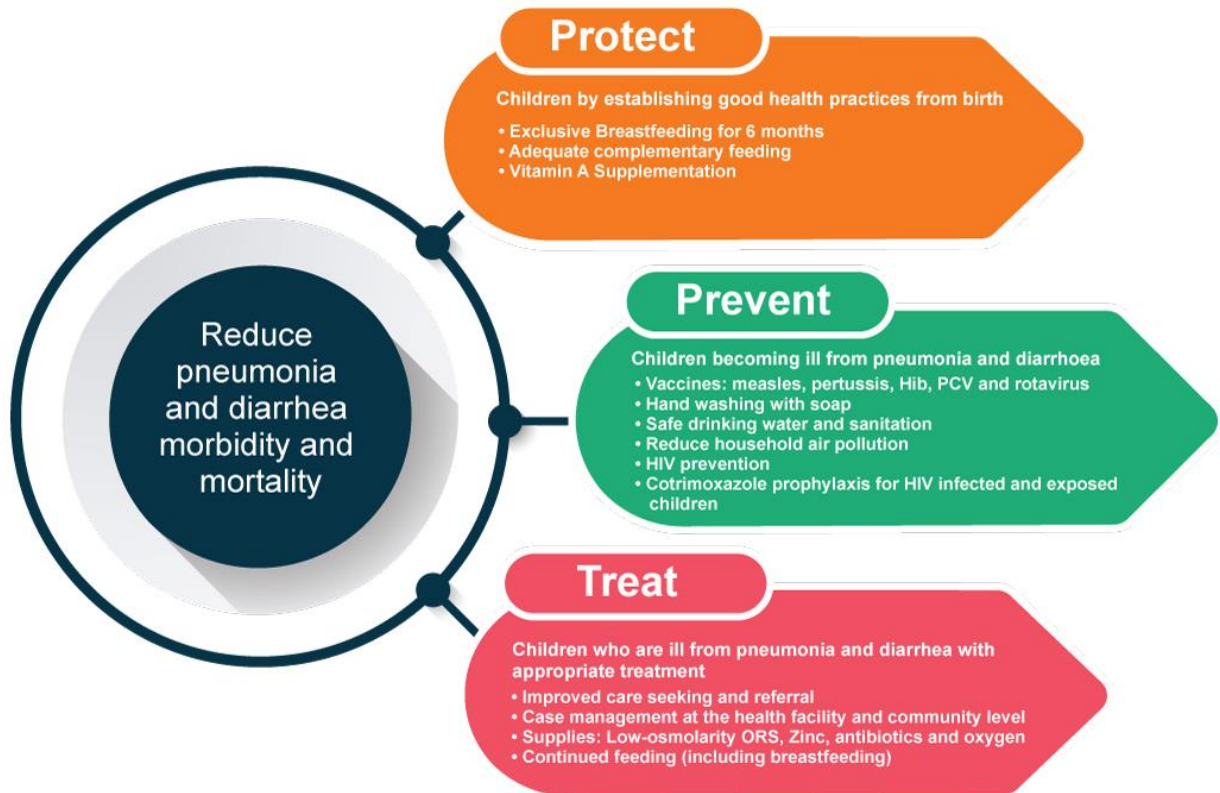 Protect
Children by establishing good health practices from birth
• Exclusive Breastfeeding for 6 months
• Adequate complementary feeding
• Vitamin A Supplementation
Reduce
pneumonia
and diarrhea
morbidity and
mortality
Prevent
Children becoming ill from pneumonia and diarrhoea
• Vaccines: measles, pertussis, Hib, PCV and rotavirus
• Hand washing with soap
• Safe drinking water and sanitation
• Reduce household air pollution
• HIV prevention
• Cotrimoxazole prophylaxis for HIV infected and exposed
children
Treat
Children who are ill from pneumonia and diarrhea with
appropriate treatment
• Improved care seeking and referral
• Case management at the health facility and community level
• Supplies: Low-osmolarity ORS, Zinc, antibiotics and oxygen
• Continued feeding (including breastfeeding)